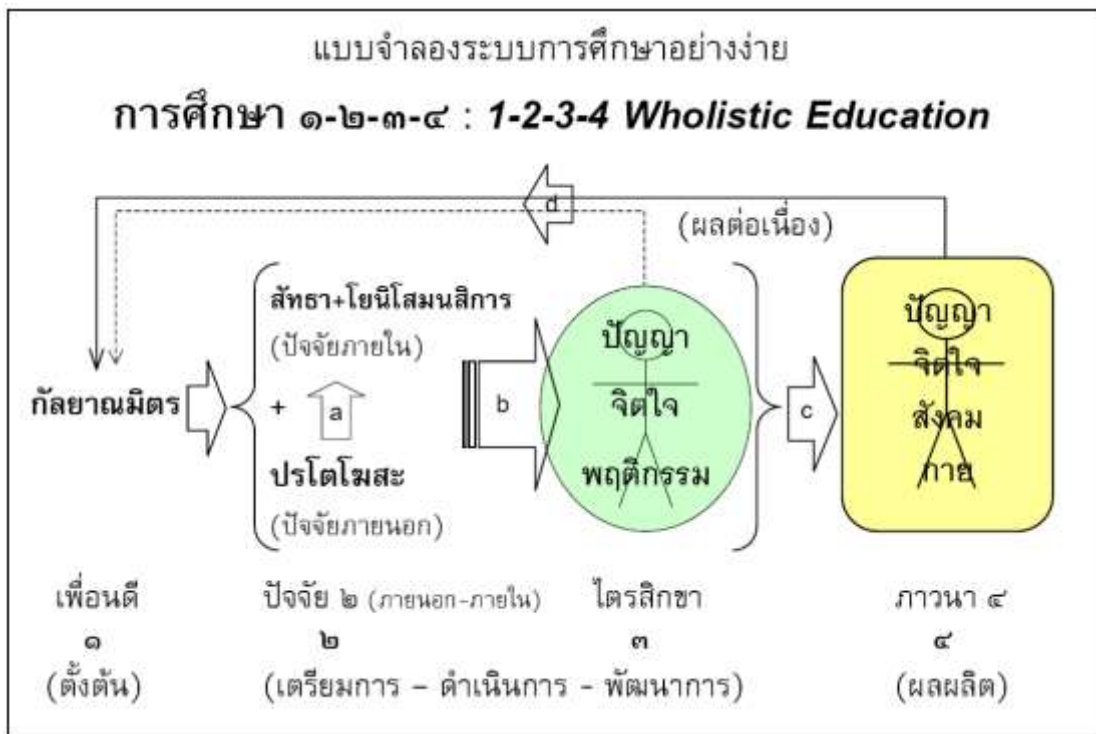 แบบจำลองระบบการศึกษาอย่างง่าย
การศึกษา ๑-๒-๓-๔ : 1-2-3-4 Wholistic Education
d
(ผลต่อเนื่อง)
สัทธา+โยนิโสมนสิการ
(ปัจจัยภายใน)
กัลยาณมิตร
+
a
ปรโตโฆสะ
(ปัจจัยภายนอก)
b
ปัญญา
จิตใจ
พฤติกรรม
c
ปัญญา
จิตใจ
สังคม
กาย
เพื่อนดี ปัจจัย ๒ (ภายนอก-ภายใน) ไตรสิกขา ภาวนา ๔
๑ ๒ ๓ ๔
(ตั้งต้น) (เตรียมการ – ดำเนินการ - พัฒนาการ) (ผลผลิต)